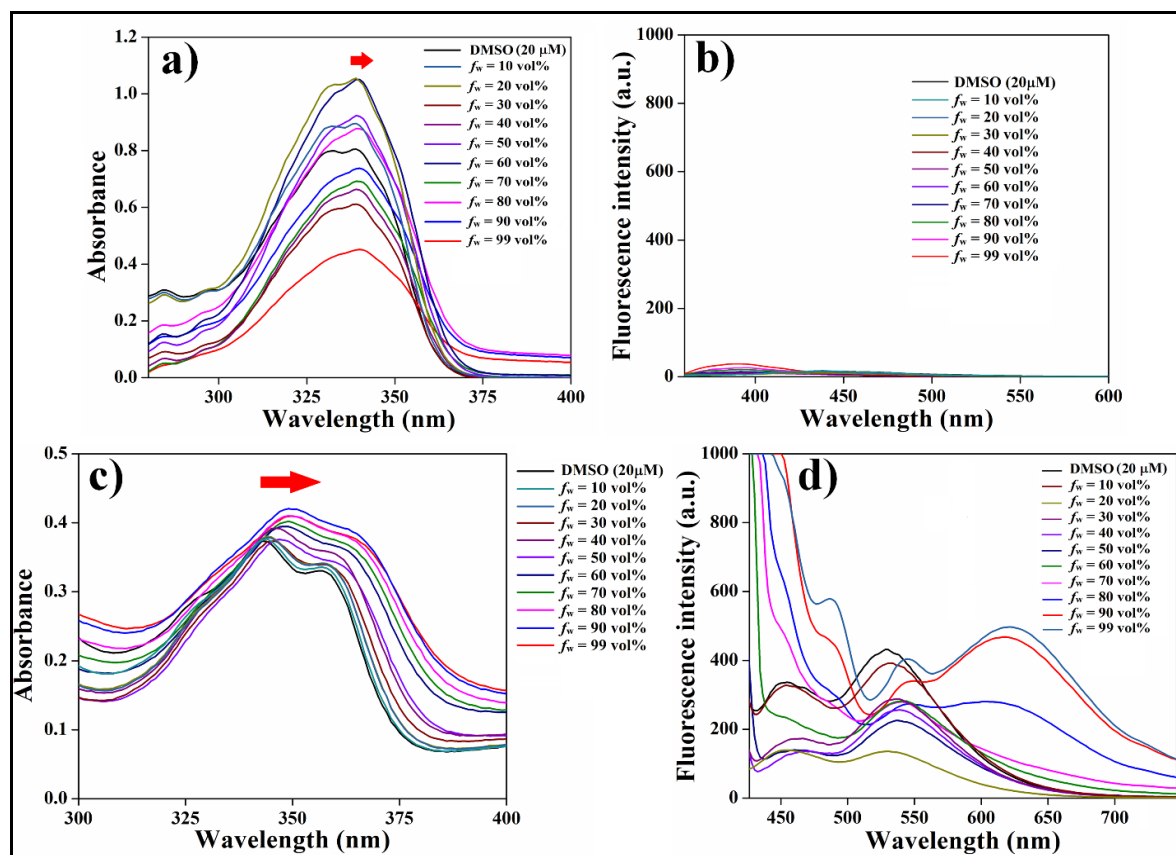 a)
1.2
1.0
0.8
0.6
0.4
0.2
0.0
Absorbance
300
325
350
375
400
Wavelength (nm)
DMSO (20 μM)
fw = 10 vol%
fw = 20 vol%
fw = 30 vol%
fw = 40 vol%
fw = 50 vol%
fw = 60 vol%
fw = 70 vol%
fw = 80 vol%
fw = 90 vol%
fw = 99 vol%
b)
1000
800
600
400
200
0
Fluorescence intensity (a.u.)
400
450
500
550
600
Wavelength (nm)
DMSO (20μM)
fw = 10 vol%
fw = 20 vol%
fw = 30 vol%
fw = 40 vol%
fw = 50 vol%
fw = 60 vol%
fw = 70 vol%
fw = 80 vol%
fw = 90 vol%
fw = 99 vol%
c)
0.5
0.4
0.3
0.2
0.1
0.0
Absorbance
300
325
350
375
400
Wavelength (nm)
DMSO (20μM)
fw = 10 vol%
fw = 20 vol%
fw = 30 vol%
fw = 40 vol%
fw = 50 vol%
fw = 60 vol%
fw = 70 vol%
fw = 80 vol%
fw = 90 vol%
fw = 99 vol%
d)
1000
800
600
400
200
0
Fluorescence intensity (a.u.)
450
500
550
600
650
700
Wavelength (nm)
DMSO (20 μM)
fw = 10 vol%
fw = 20 vol%
fw = 30 vol%
fw = 40 vol%
fw = 50 vol%
fw = 60 vol%
fw = 70 vol%
fw = 80 vol%
fw = 90 vol%
fw = 99 vol%